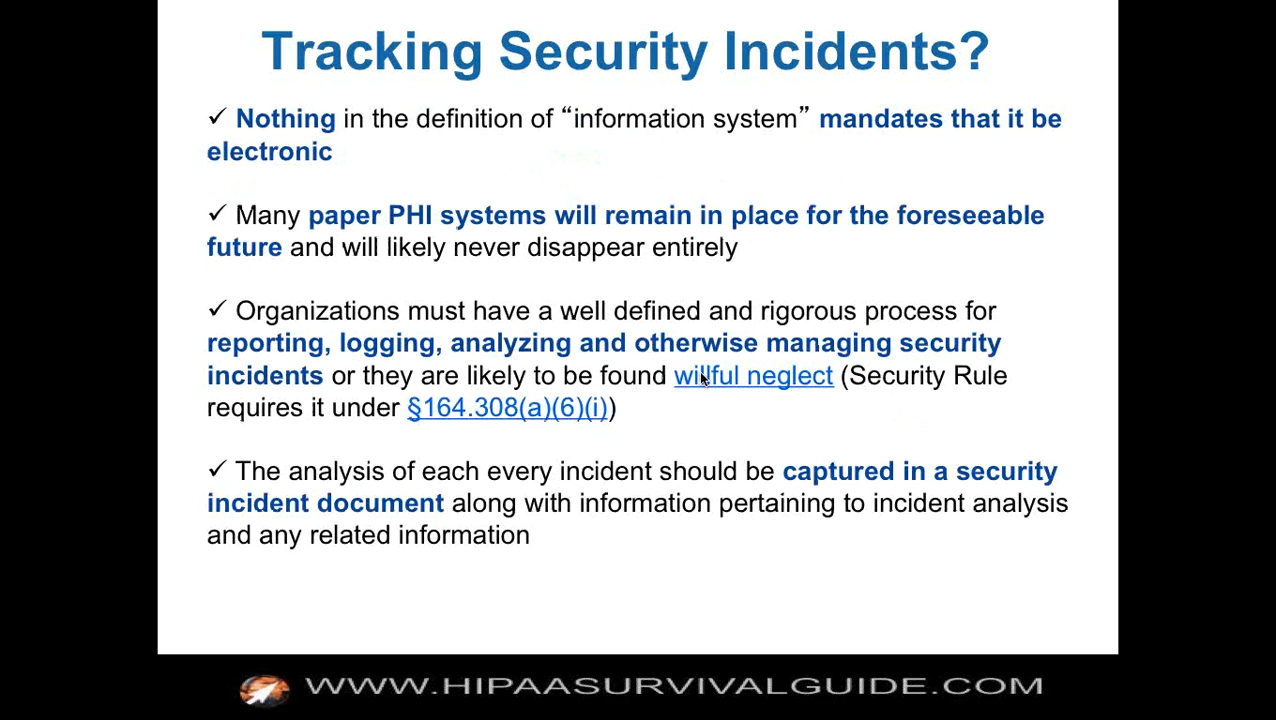 Tracking Security Incidents?
✓ Nothing in the definition of “information system” mandates that it be
electronic
✓ Many paper PHI systems will remain in place for the foreseeable
future and will likely never disappear entirely
✓ Organizations must have a well defined and rigorous process for
reporting, logging, analyzing and otherwise managing security
incidents or they are likely to be found willful neglect (Security Rule
requires it under §164.308(a)(6)(i))
✓ The analysis of each every incident should be captured in a security
incident document along with information pertaining to incident analysis
and any related information
WWW.HIPAASURVIVALGUIDE.COM